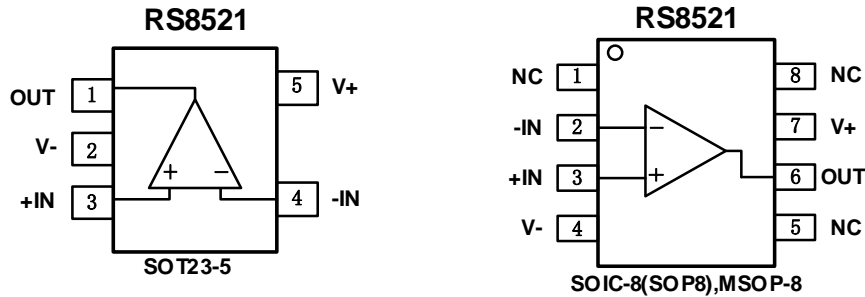 RS8521
OUT 1 5 V+
V- 2
+IN 3 + − 4 -IN
SOT23-5
RS8521
NC 1 8 NC
-IN 2 − 7 V+
+IN 3 + 6 OUT
V- 4 5 NC
SOIC-8(SOP8),MSOP-8